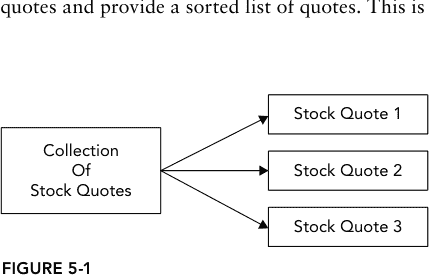 quotes and provide a sorted list of quotes. This is
Collection
Of
Stock Quotes
Stock Quote 1
Stock Quote 2
Stock Quote 3
FIGURE 5-1